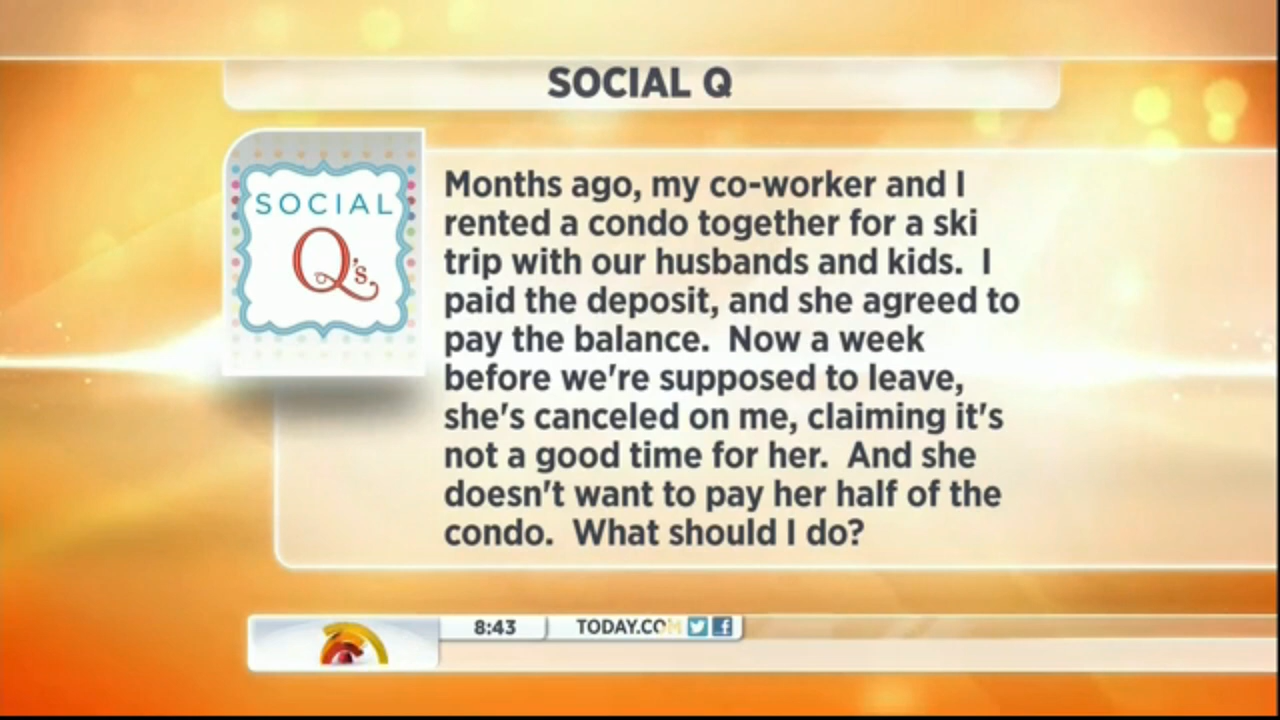 SOCIAL Q
SOCIAL
Q's
Months ago, my co-worker and I
rented a condo together for a ski
trip with our husbands and kids. I
paid the deposit, and she agreed to
pay the balance. Now a week
before we're supposed to leave,
she's canceled on me, claiming it's
not a good time for her. And she
doesn't want to pay her half of the
condo. What should I do?
8:43 TODAY.COM